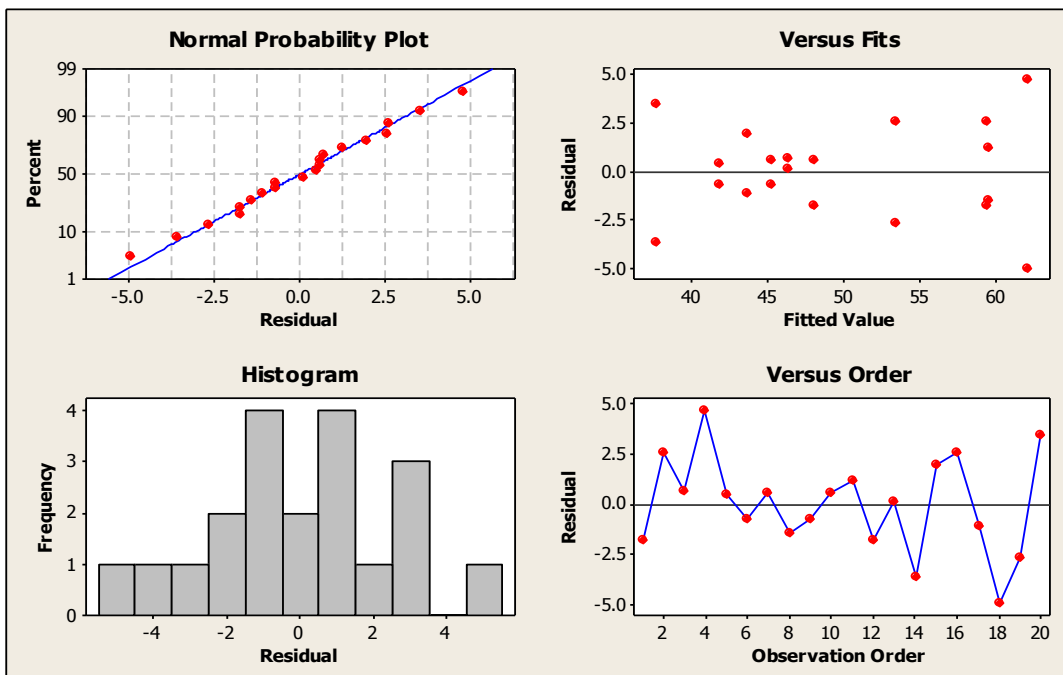 Normal Probability Plot
99
90
50
10
1
Percent
-5.0 -2.5 0.0 2.5 5.0
Residual
Versus Fits
5.0
2.5
0.0
-2.5
-5.0
Residual
40 45 50 55 60
Fitted Value
Histogram
4
3
2
1
0
Frequency
-4 -2 0 2 4
Residual
Versus Order
5.0
2.5
0.0
-2.5
-5.0
Residual
2 4 6 8 10 12 14 16 18 20
Observation Order